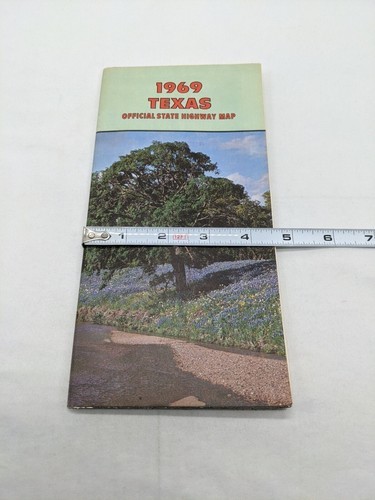 1969
TEXAS
OFFICIAL STATE HIGHWAY MAP
1 2 3 4 5 6 7